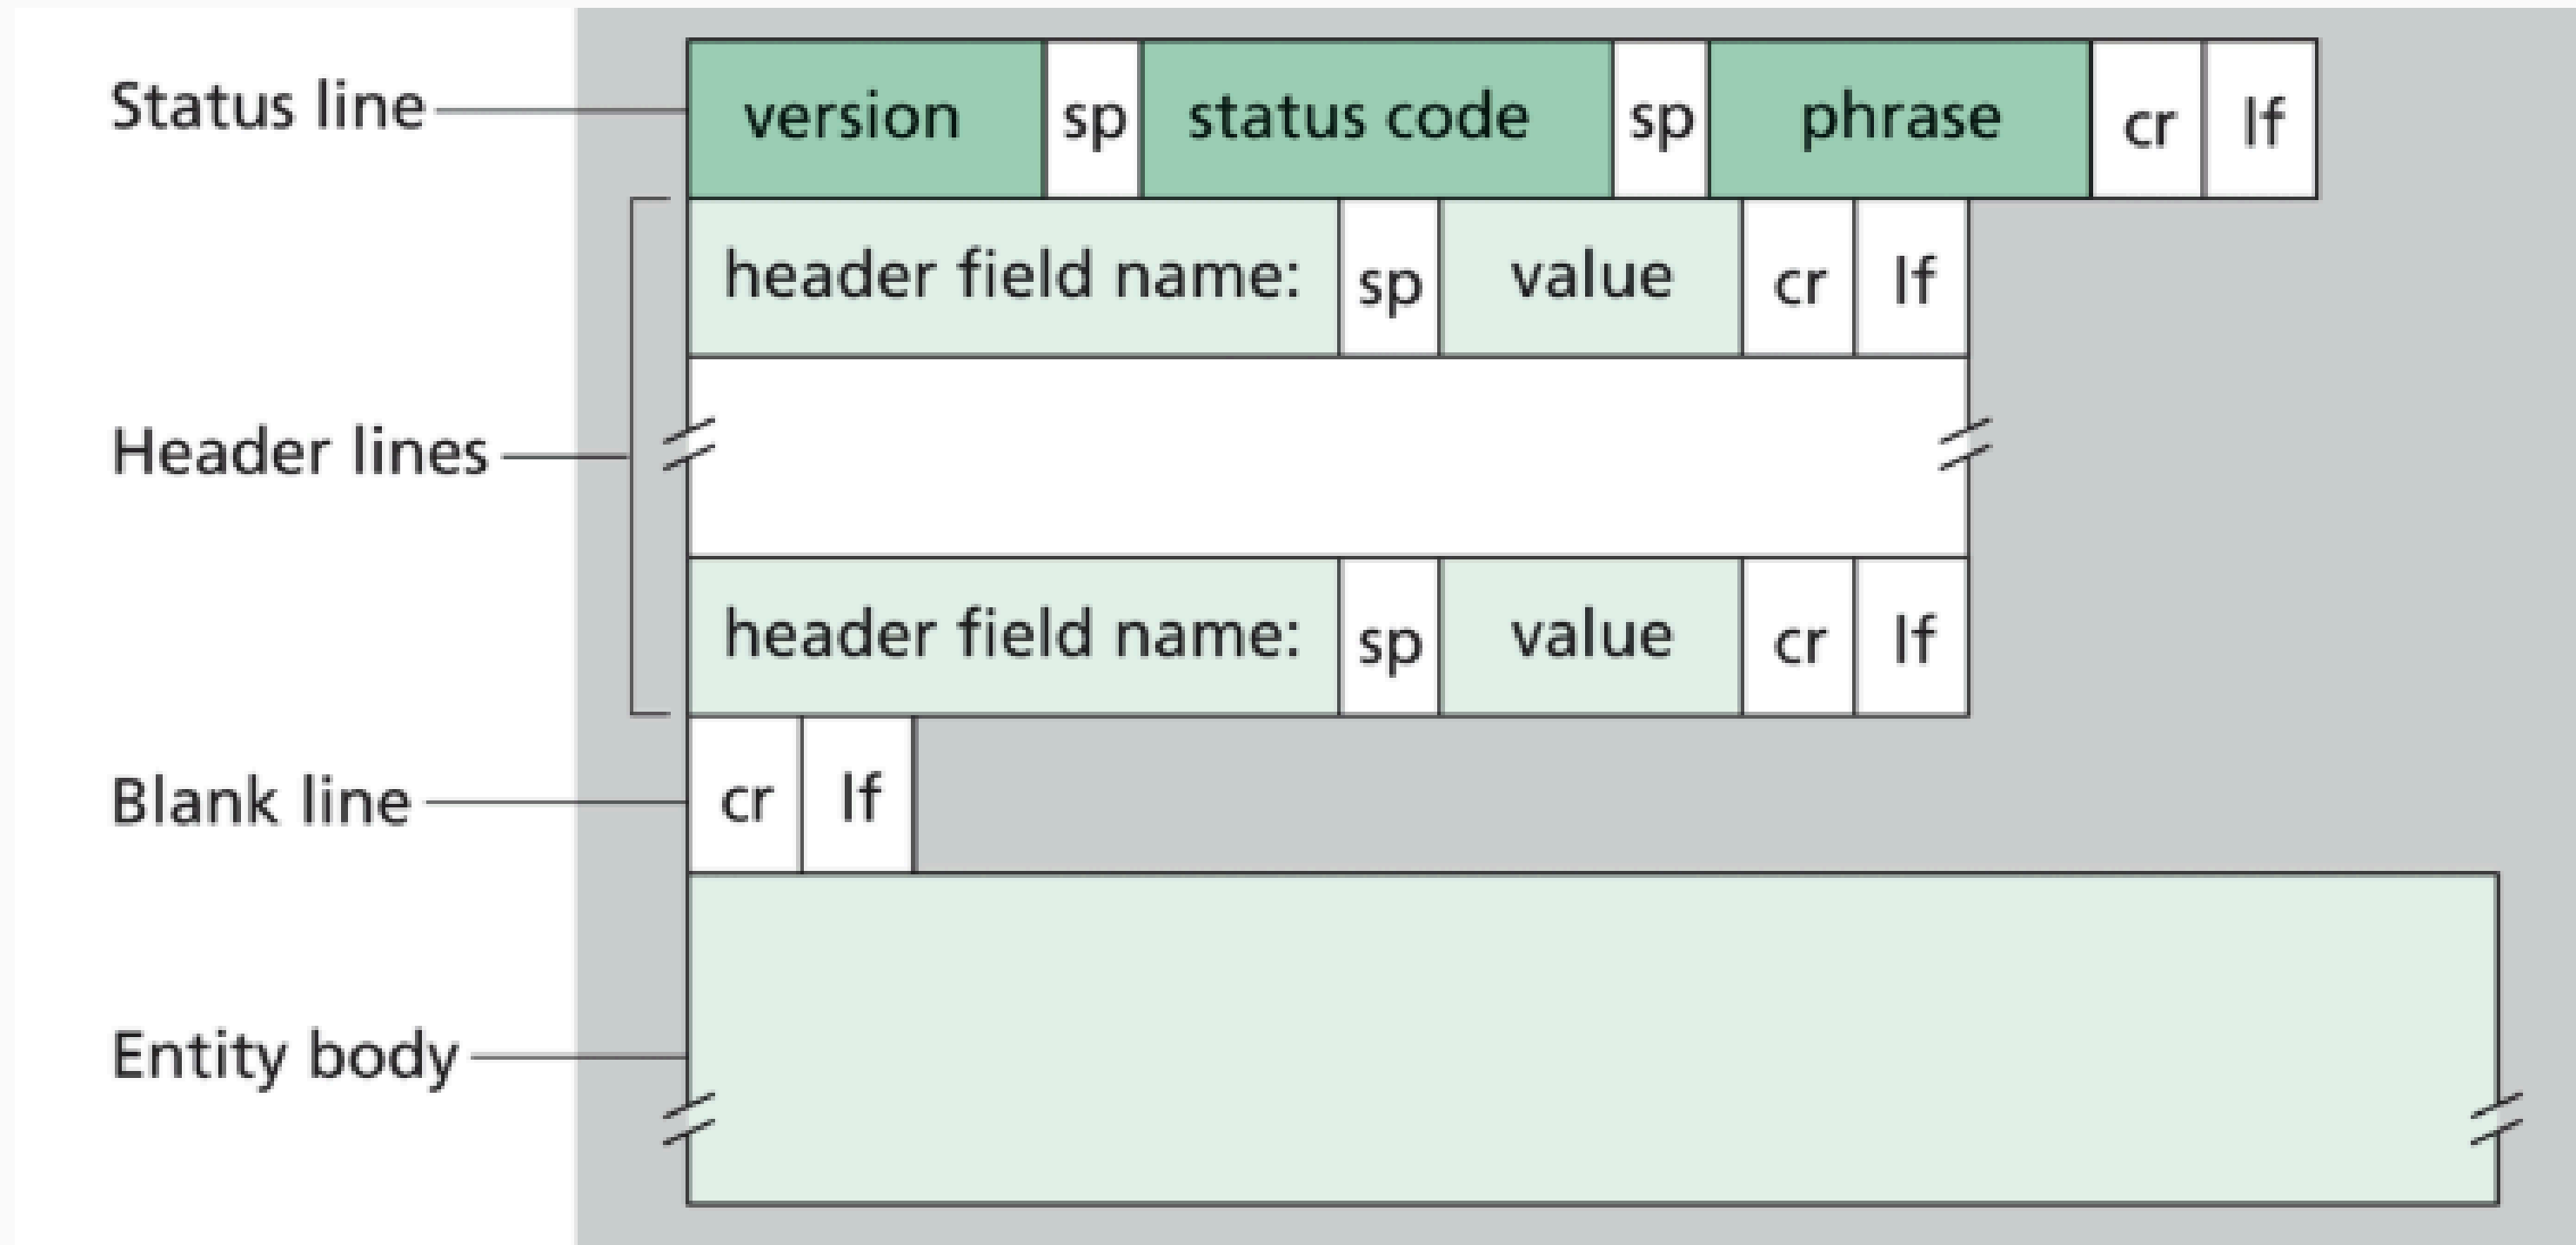 Status line version sp status code sp phrase cr lf
header field name: sp value cr lf
Header lines
header field name: sp value cr lf
Blank line cr lf
Entity body